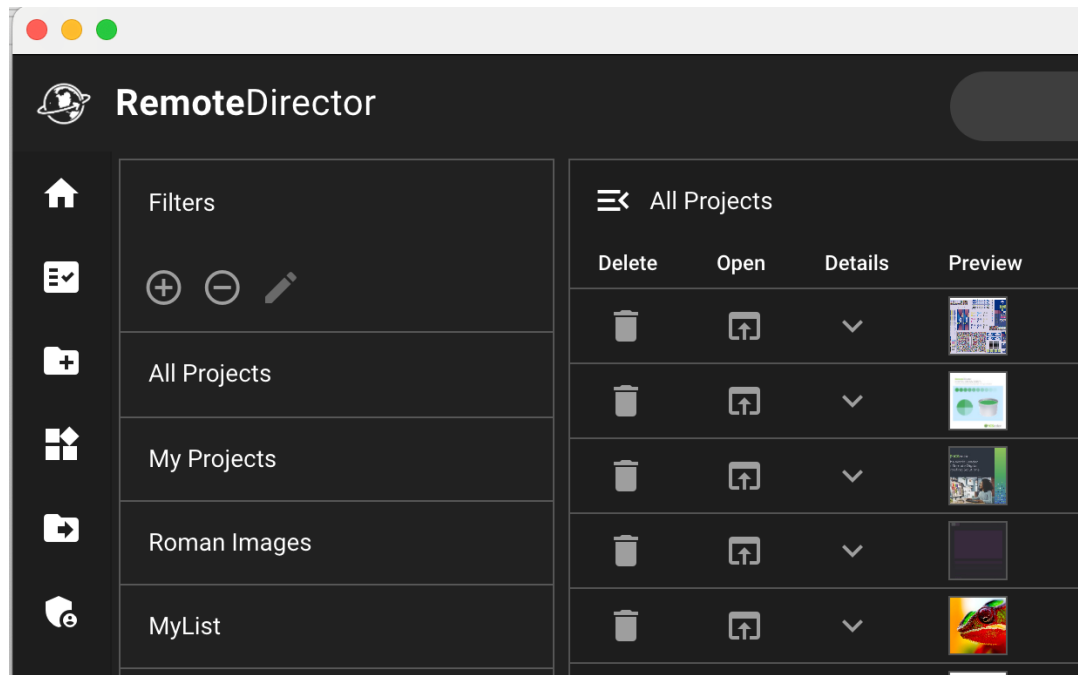 RemoteDirector
Filters
All Projects
My Projects
Roman Images
MyList
All Projects
Delete Open Details Preview